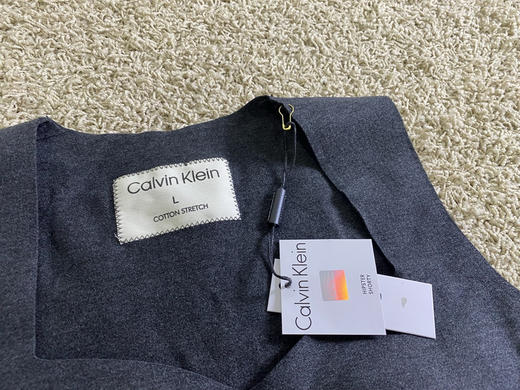 Calvin Klein
L
COTTON STRETCH
Calvin Klein
HIPSTER
SHORTY